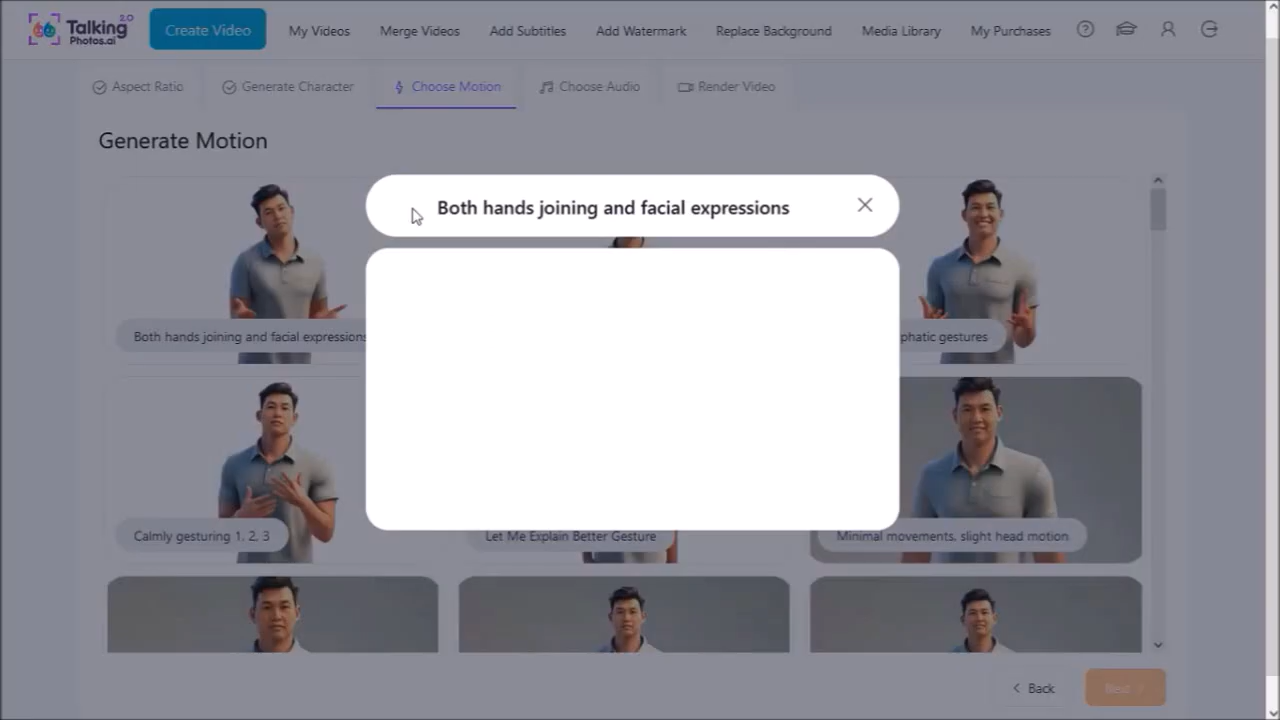 Talking 2.0
Photos.ai
Create Video
My Videos
Merge Videos
Add Subtitles
Add Watermark
Replace Background
Media Library
My Purchases
Aspect Ratio
Generate Character
Choose Motion
Choose Audio
Render Video
Generate Motion
Both hands joining and facial expressions
Both hands joining and facial expressions
phatic gestures
Calmly gesturing 1, 2, 3
Let Me Explain Better Gesture
Minimal movements, slight head motion
Back
Next